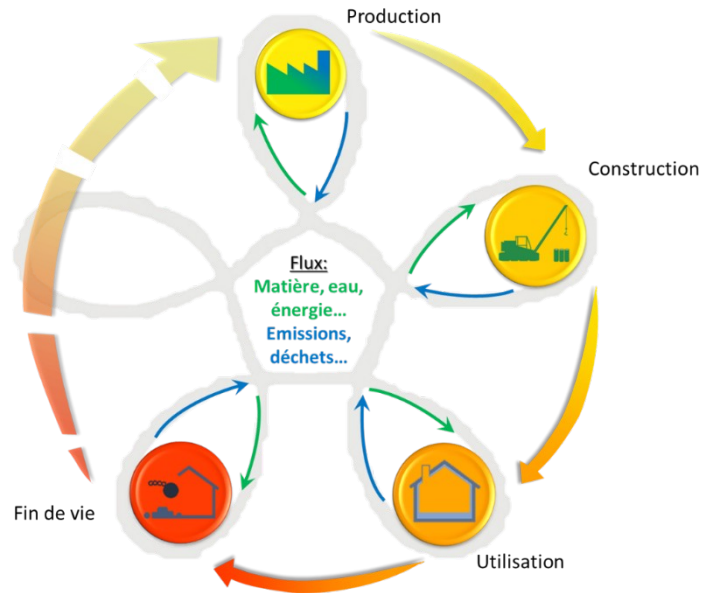 Production
Construction
Flux:
Matière, eau,
énergie...
Emissions,
déchets...
Fin de vie
Utilisation